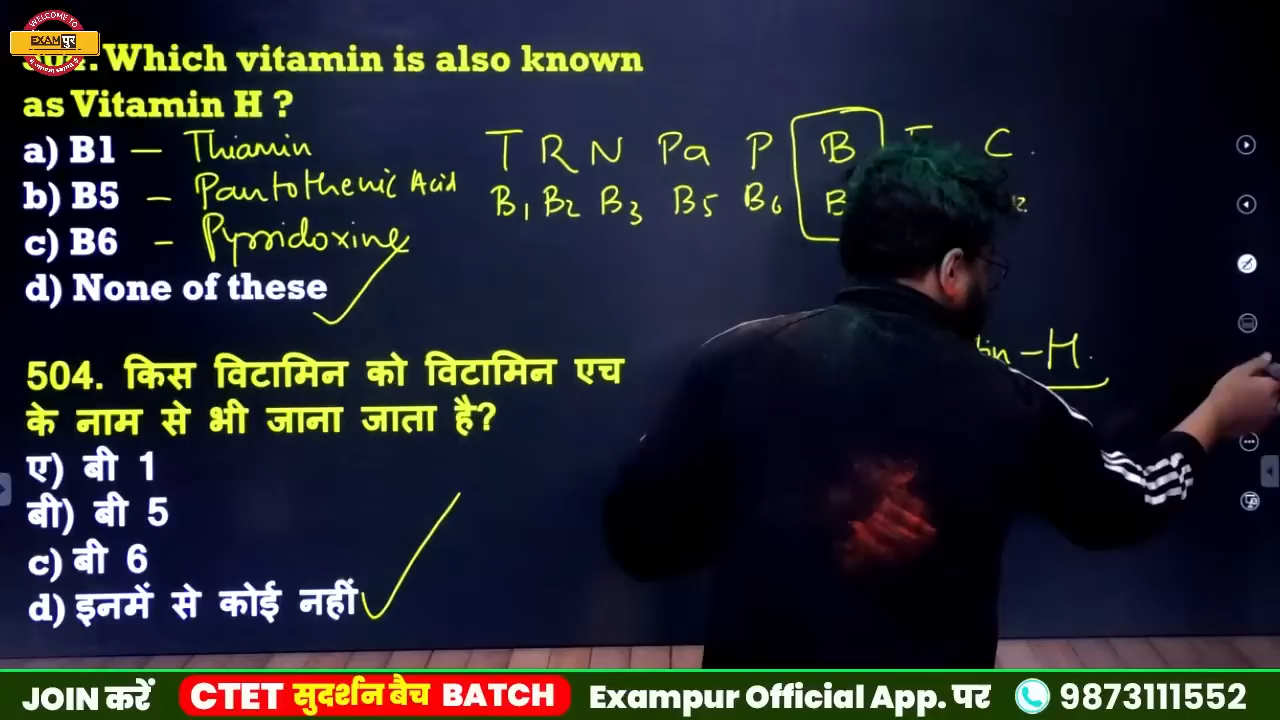 WELCOME TO
EXAMपुर
Which vitamin is also known
as Vitamin H ?
a) B1 — Thiamin
b) B5 – Pantothenic Acid
c) B6 – Pyrridoxine
d) None of these
T R N Pa P B C.
B1 B2 B3 B5 B6 B
tin – H.
504. किस विटामिन को विटामिन एच
के नाम से भी जाना जाता है?
ए) बी 1
बी) बी 5
c) बी 6
d) इनमें से कोई नहीं
JOIN करें CTET सुदर्शन बैच BATCH Exampur Official App. पर 9873111552